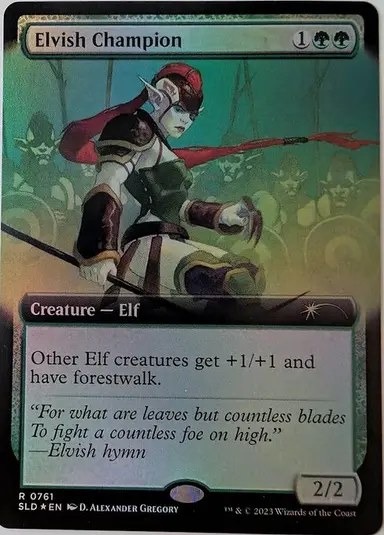 Elvish Champion 1
Creature — Elf
Other Elf creatures get +1/+1 and
have forestwalk.
“For what are leaves but countless blades
To fight a countless foe on high.”
—Elvish hymn
2/2
R 0761
SLD ★ EN D. Alexander Gregory
™ & © 2023 Wizards of the Coast